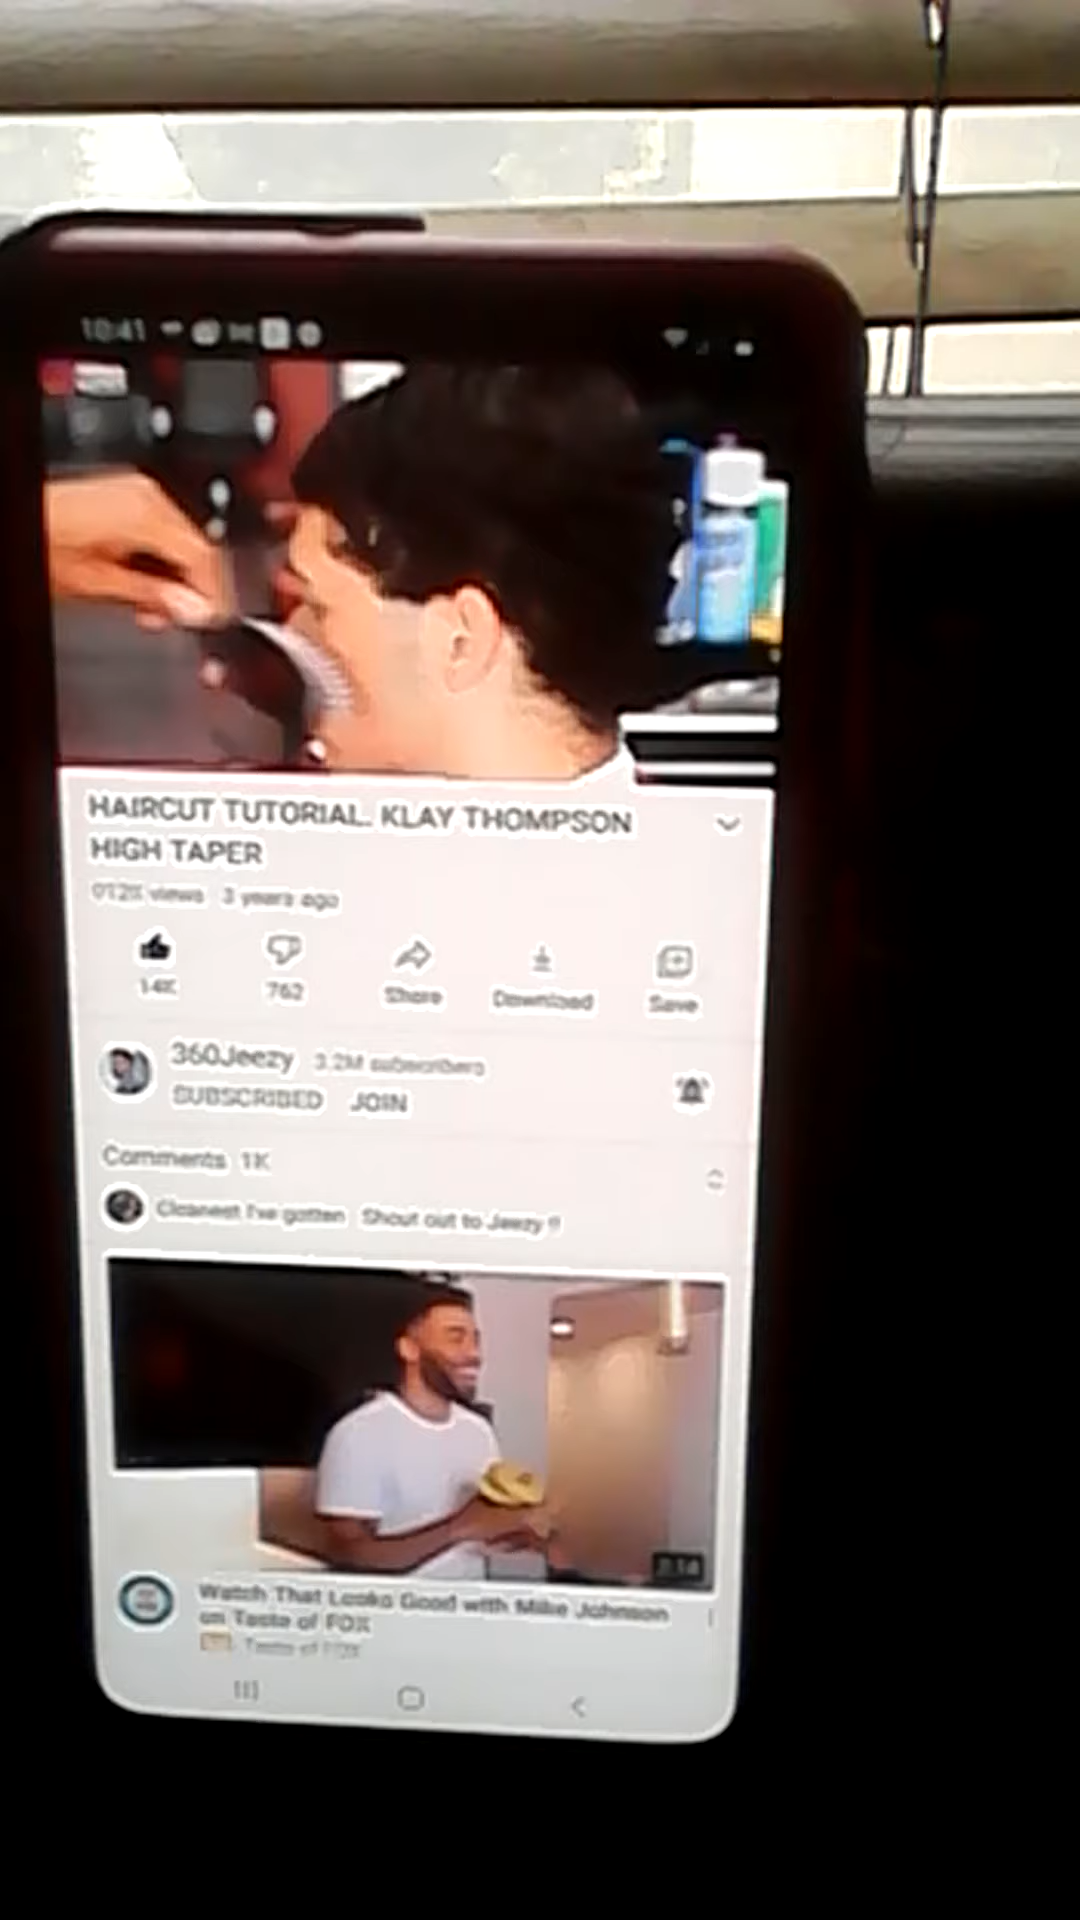 10:41
HAIRCUT TUTORIAL. KLAY THOMPSON
HIGH TAPER
views 3 years ago
14K 762 Share Download Save
360Jeezy 3.2M subscribers
SUBSCRIBED JOIN
Comments 1K
Cleanest I've gotten Shout out to Jeezy !!
Watch That Looks Good with Mike Johnson
on Taste of FOX
Taste of FOX